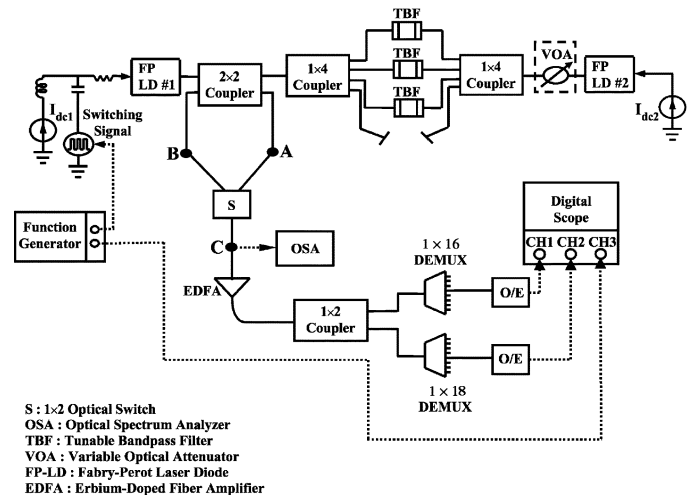 TBF
FP
LD #1
2×2
Coupler
1×4
Coupler
TBF
TBF
1×4
Coupler
VOA
FP
LD #2
Idc1
Switching
Signal
Idc2
B
A
S
Function
Generator
C
OSA
EDFA
1×2
Coupler
1 × 16
DEMUX
O/E
1 × 18
DEMUX
O/E
Digital
Scope
CH1 CH2 CH3
S : 1×2 Optical Switch
OSA : Optical Spectrum Analyzer
TBF : Tunable Bandpass Filter
VOA : Variable Optical Attenuator
FP-LD : Fabry-Perot Laser Diode
EDFA : Erbium-Doped Fiber Amplifier